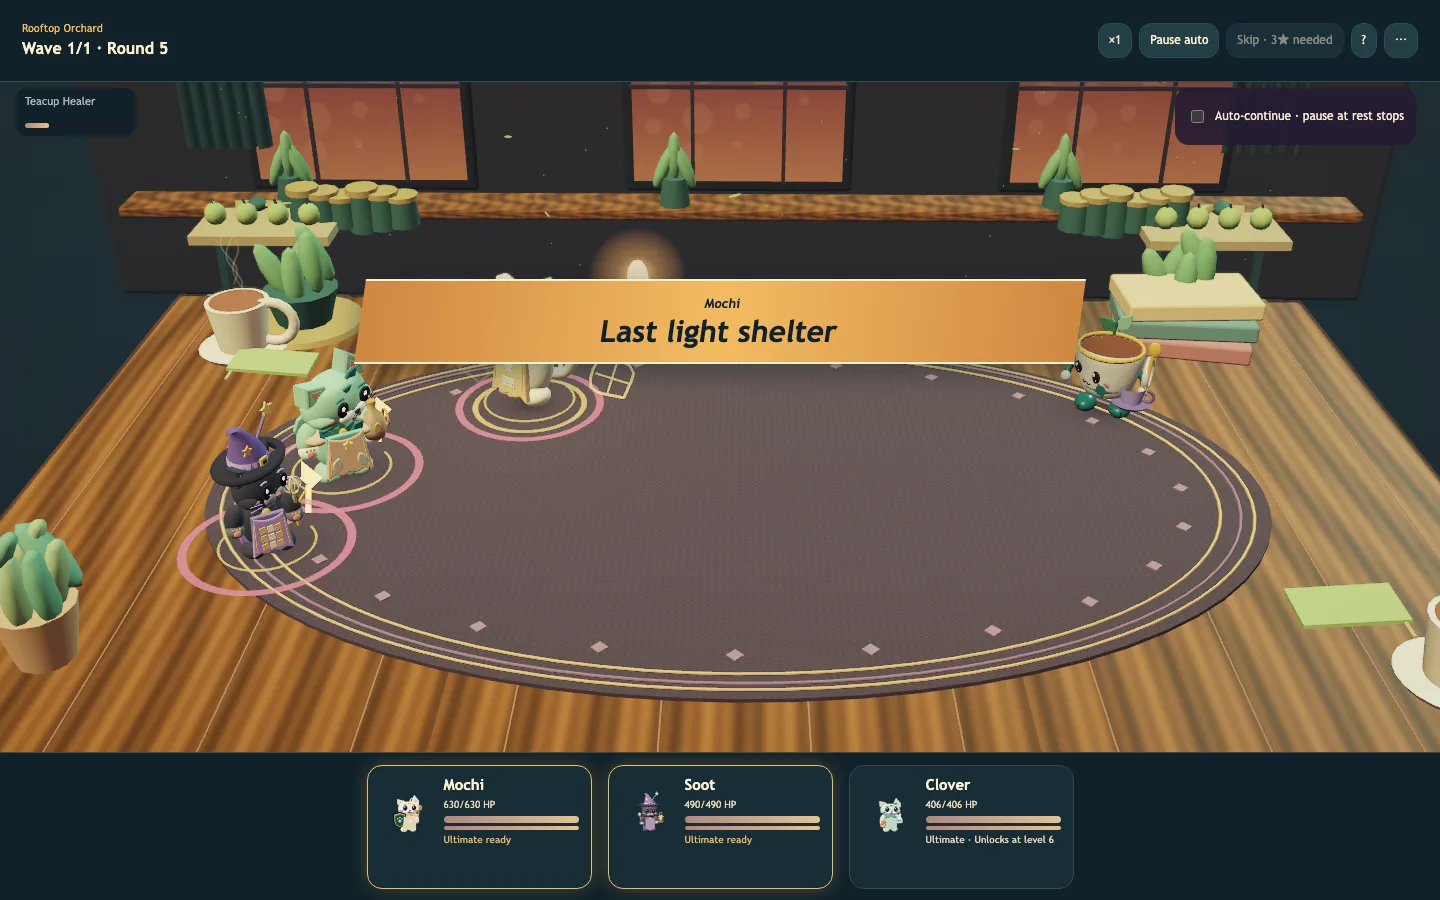 Rooftop Orchard
Wave 1/1 · Round 5
×1
Pause auto
Skip · 3★ needed
?
···
Teacup Healer
Auto-continue · pause at rest stops
Mochi
Last light shelter
Mochi
630/630 HP
Ultimate ready
Soot
490/490 HP
Ultimate ready
Clover
406/406 HP
Ultimate · Unlocks at level 6